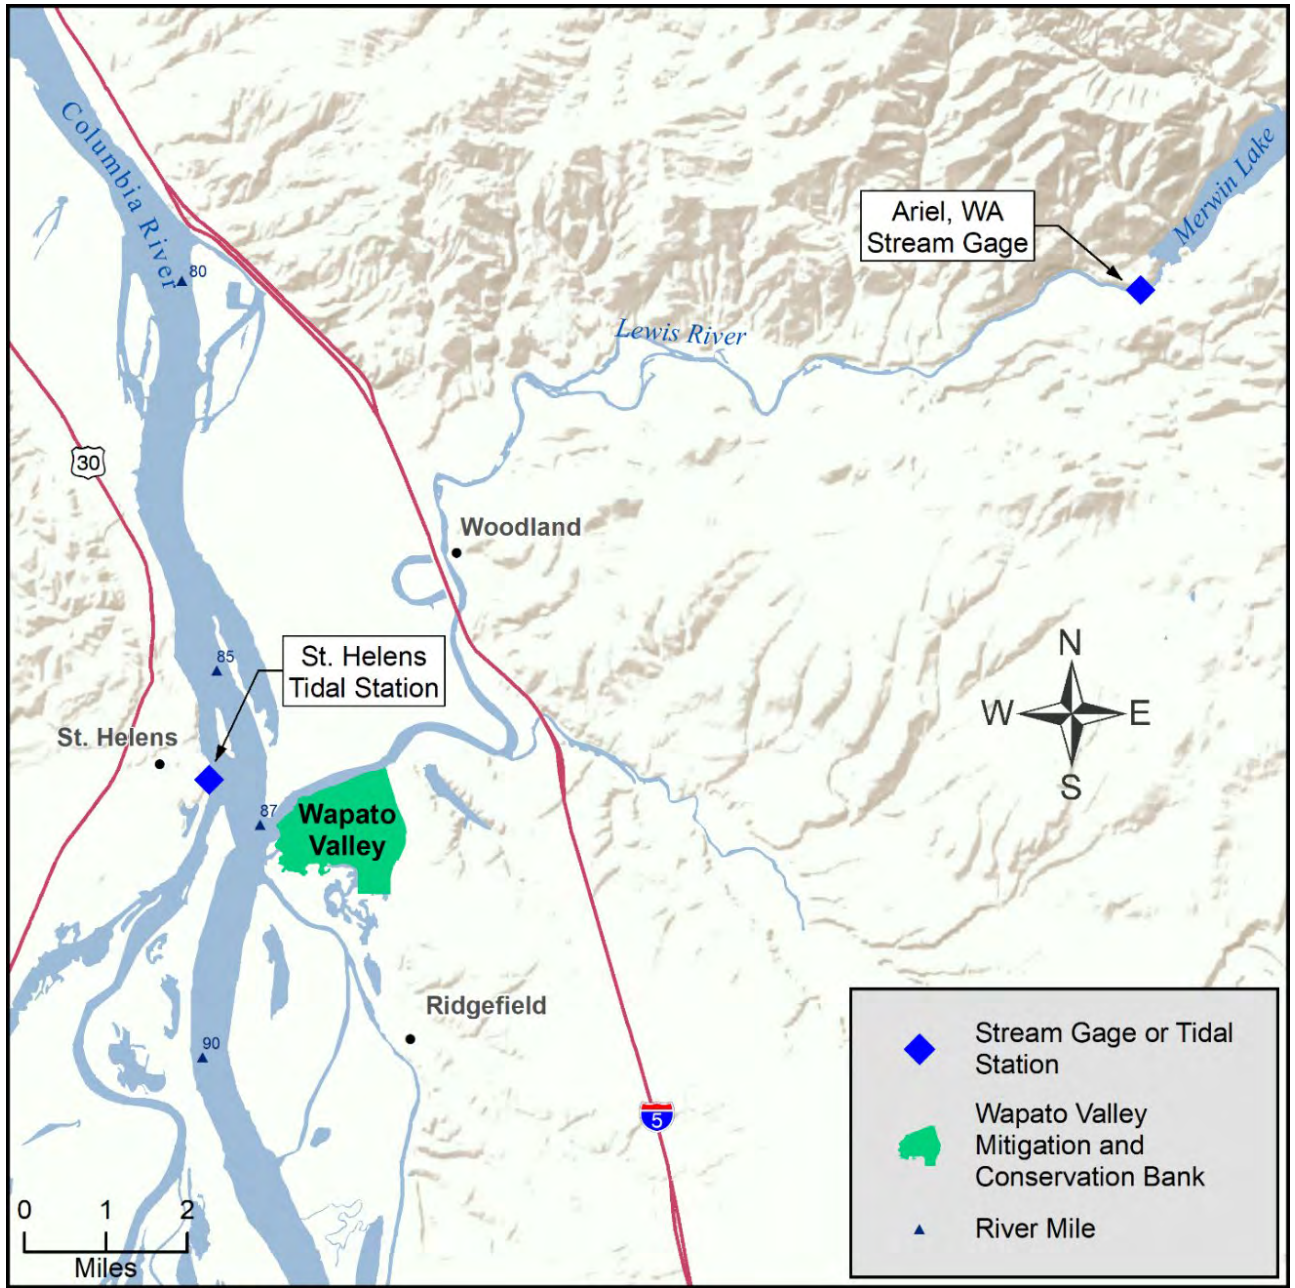 Columbia River
80
Ariel, WA
Stream Gage
Merwin Lake
Lewis River
30
Woodland
85
St. Helens
Tidal Station
St. Helens
N
W
E
S
87
Wapato
Valley
Ridgefield
90
5
0 1 2
Miles
Stream Gage or Tidal
Station
Wapato Valley
Mitigation and
Conservation Bank
River Mile